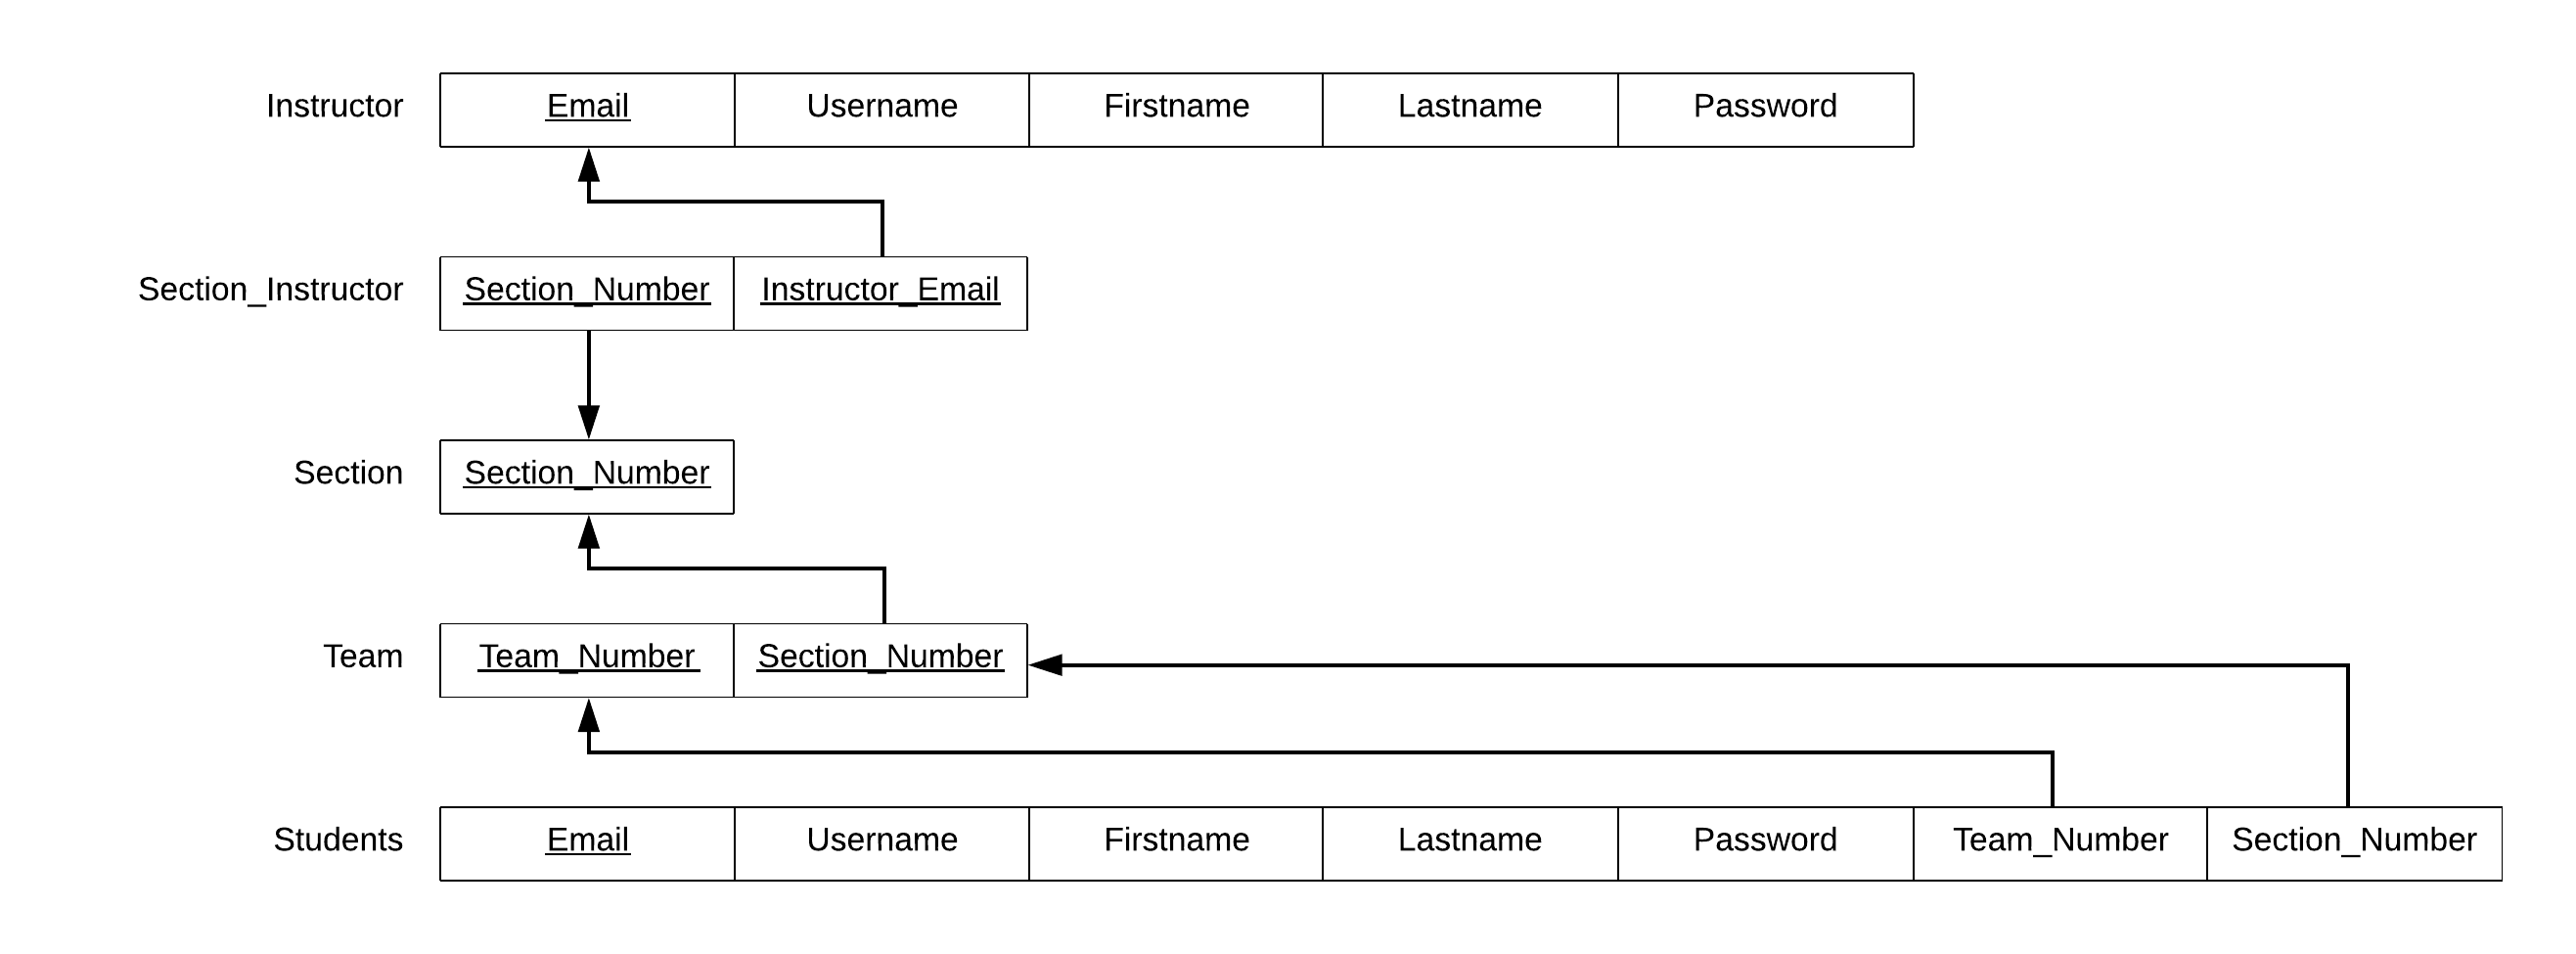 Instructor Email Username Firstname Lastname Password
Section_Instructor Section_Number Instructor_Email
Section Section_Number
Team Team_Number Section_Number
Students Email Username Firstname Lastname Password Team_Number Section_Number